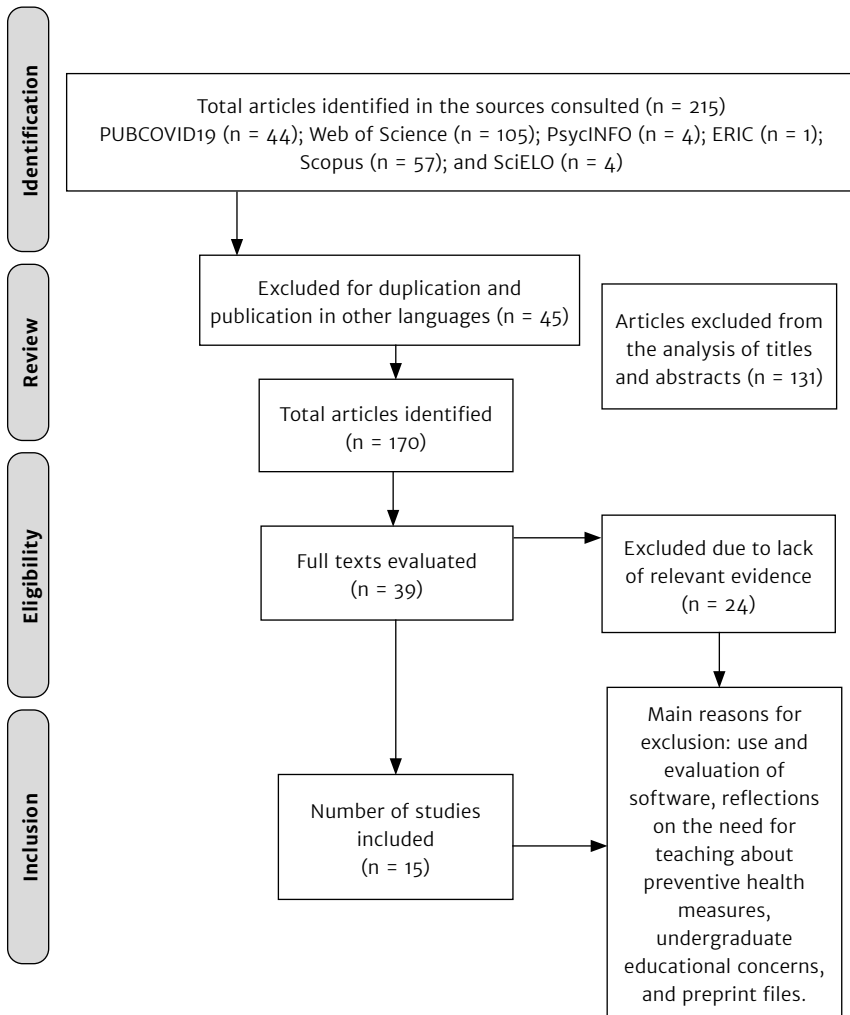 Identification
Total articles identified in the sources consulted (n = 215)
PUBCOVID19 (n = 44); Web of Science (n = 105); PsycINFO (n = 4); ERIC (n = 1);
Scopus (n = 57); and SciELO (n = 4)
Review
Excluded for duplication and
publication in other languages (n = 45)
Articles excluded from
the analysis of titles
and abstracts (n = 131)
Total articles identified
(n = 170)
Eligibility
Full texts evaluated
(n = 39)
Excluded due to lack
of relevant evidence
(n = 24)
Inclusion
Number of studies
included
(n = 15)
Main reasons for
exclusion: use and
evaluation of
software, reflections
on the need for
teaching about
preventive health
measures,
undergraduate
educational concerns,
and preprint files.